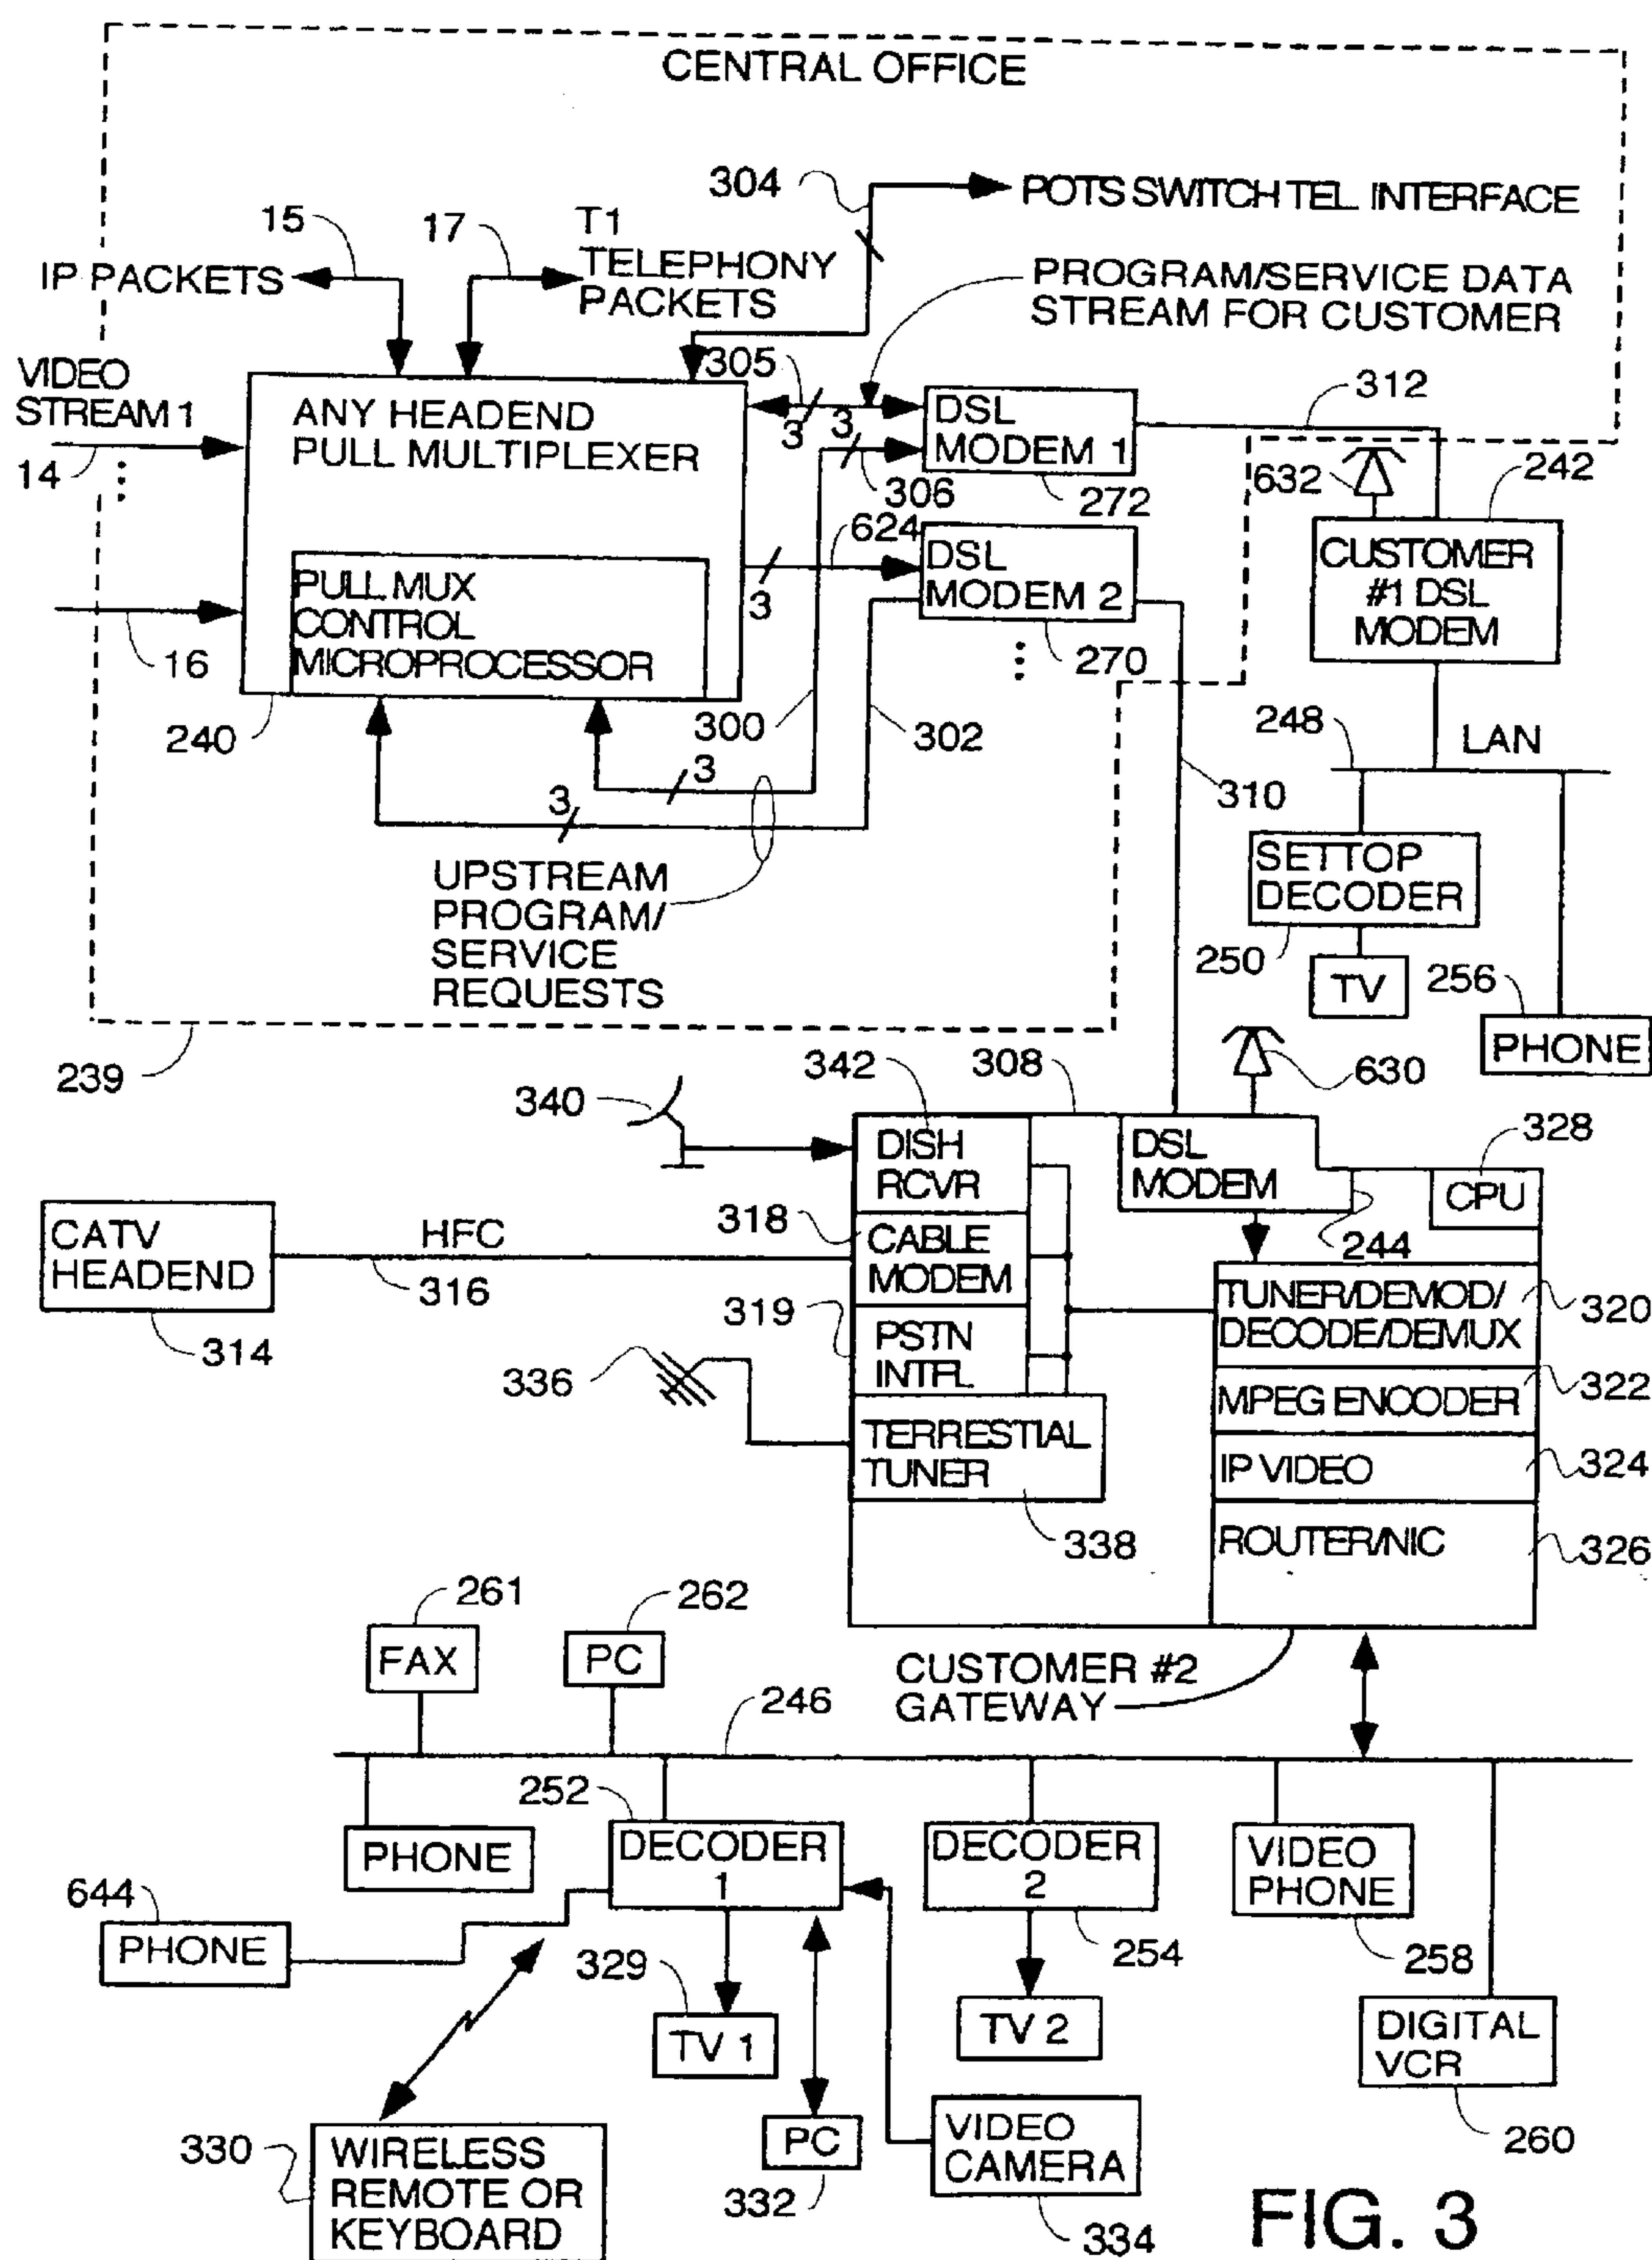 CENTRAL OFFICE
304
POTS SWITCH TEL INTERFACE
15
17
T1
TELEPHONY
PACKETS
IP PACKETS
PROGRAM/SERVICE DATA
STREAM FOR CUSTOMER
VIDEO
STREAM 1
14
16
ANY HEADEND
PULL MULTIPLEXER
305
3
3
306
DSL
MODEM 1
272
312
632
242
CUSTOMER
#1 DSL
MODEM
624
3
DSL
MODEM 2
270
PULL MUX
CONTROL
MICROPROCESSOR
240
300
302
3
3
310
248
LAN
SETTOP
DECODER
250
TV
256
PHONE
UPSTREAM
PROGRAM/
SERVICE
REQUESTS
239
340
342
308
630
DISH
RCVR
DSL
MODEM
328
CPU
244
CATV
HEADEND
314
HFC
316
318
CABLE
MODEM
319
PSTN
INTFL
336
TERRESTIAL
TUNER
338
TUNER/DEMOD/
DECODE/DEMUX
320
MPEG ENCODER
322
IP VIDEO
324
ROUTER/NIC
326
261
FAX
262
PC
CUSTOMER #2
GATEWAY
246
252
PHONE
DECODER
1
DECODER
2
254
VIDEO
PHONE
258
644
PHONE
329
TV 1
TV 2
DIGITAL
VCR
260
330
WIRELESS
REMOTE OR
KEYBOARD
PC
332
VIDEO
CAMERA
334
FIG. 3